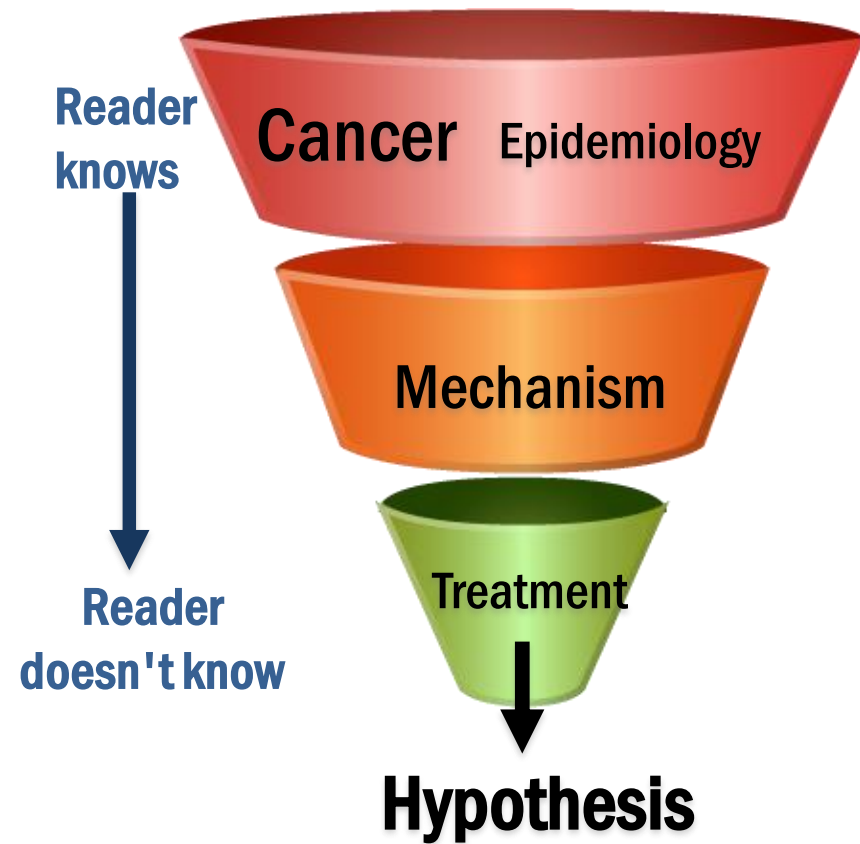 Reader
knows
Cancer Epidemiology
Mechanism
Treatment
Reader
doesn't know
Hypothesis